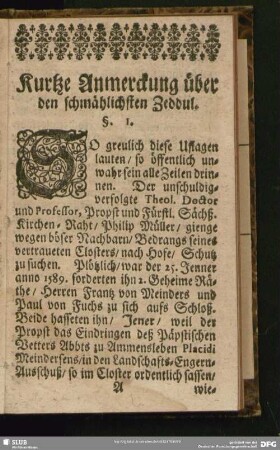 Kurtze Anmerckung über
den schmählichsten Zeddul.
§. I.
SO greulich diese Uflagen
lauten / so öffentlich un-
wahr sein alle Zeilen drin-
nen. Der unschuldig-
verfolgte Theol. Doctor
und Professor, Propst und Fürstl. Sächß.
Kirchen-Raht / Philip Müller / gienge
wegen böser Nachbarn / Bedrangs seines
vertraueten Closters / nach Hofe / Schutz
zu suchen. Plötzlich / war der 25. Jenner
anno 1589. forderten ihn 2. Geheime Rä-
the / Herren Frantz von Meinders und
Paul von Fuchs zu sich aufs Schloß.
Beide hasseten ihn / Jener / weil der
Propst das Eindringen deß Päpstischen
Vetters Abbts zu Ammensleben Placidi
Meindersens / in den Landschafts-Engern-
Ausschuß / so im Closter ordentlich sassen /
A
wie-
SLUB